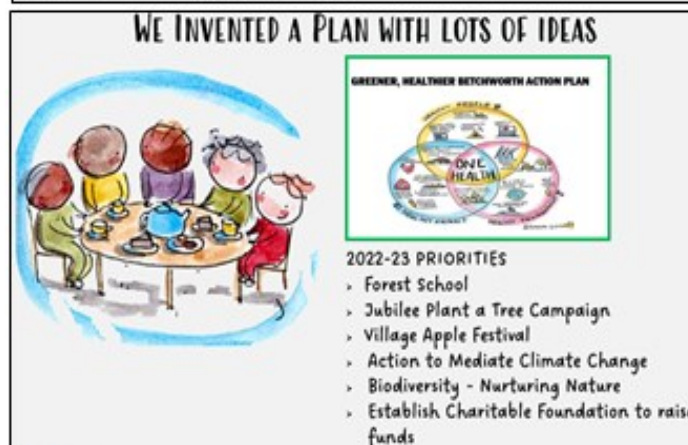 WE INVENTED A PLAN WITH LOTS OF IDEAS
GREENER, HEALTHIER BETCHWORTH ACTION PLAN
ONE
HEALTH
2022-23 PRIORITIES
› Forest School
› Jubilee Plant a Tree Campaign
› Village Apple Festival
› Action to Mediate Climate Change
› Biodiversity - Nurturing Nature
› Establish Charitable Foundation to rais
funds